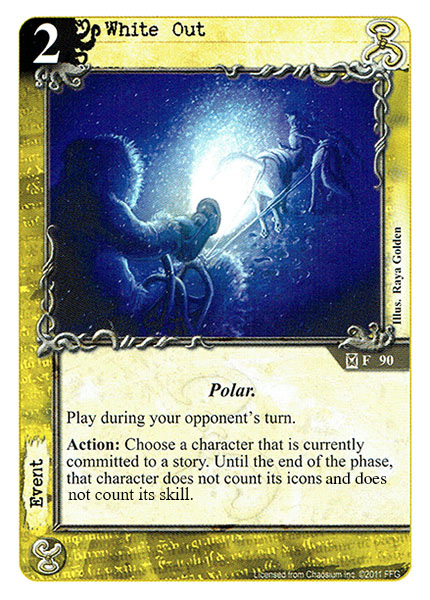 2
White Out
Illus. Raya Golden
F 90
Polar.
Play during your opponent's turn.
Action: Choose a character that is currently
committed to a story. Until the end of the phase,
that character does not count its icons and does
not count its skill.
Event
Licensed from Chaosium Inc. ©2011 FFG